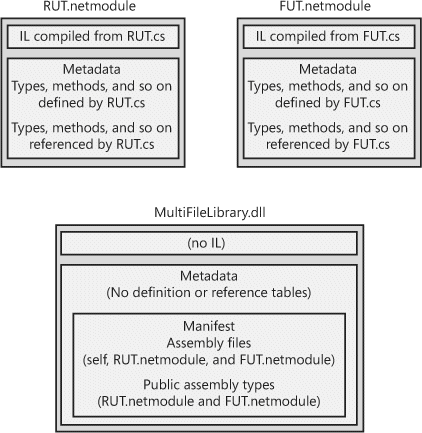 RUT.netmodule
IL compiled from RUT.cs
Metadata
Types, methods, and so on
defined by RUT.cs
Types, methods, and so on
referenced by RUT.cs
FUT.netmodule
IL compiled from FUT.cs
Metadata
Types, methods, and so on
defined by FUT.cs
Types, methods, and so on
referenced by FUT.cs
MultiFileLibrary.dll
(no IL)
Metadata
(No definition or reference tables)
Manifest
Assembly files
(self, RUT.netmodule, and FUT.netmodule)
Public assembly types
(RUT.netmodule and FUT.netmodule)